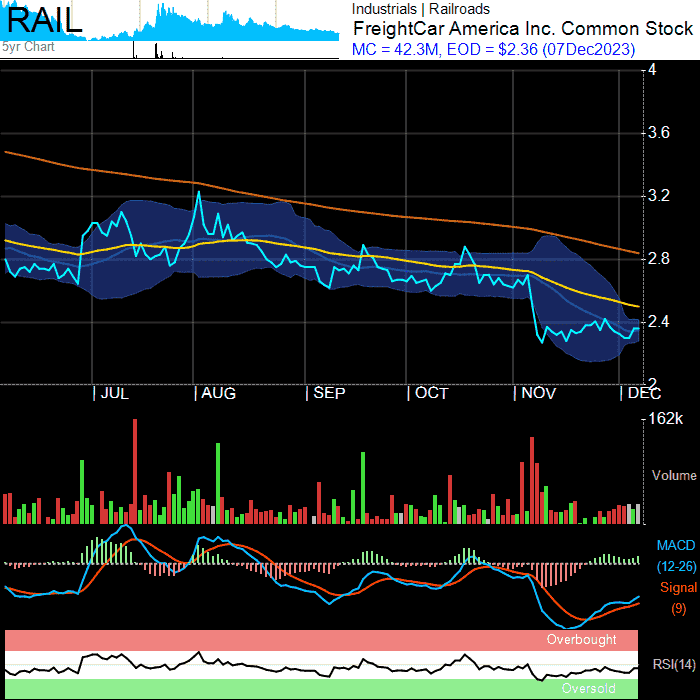 RAIL
5yr Chart
Industrials | Railroads
FreightCar America Inc. Common Stock
MC = 42.3M, EOD = $2.36 (07Dec2023)
4
3.6
3.2
2.8
2.4
2
| JUL | AUG | SEP | OCT | NOV | DEC
162k
Volume
MACD
(12-26)
Signal
(9)
Overbought
RSI(14)
Oversold